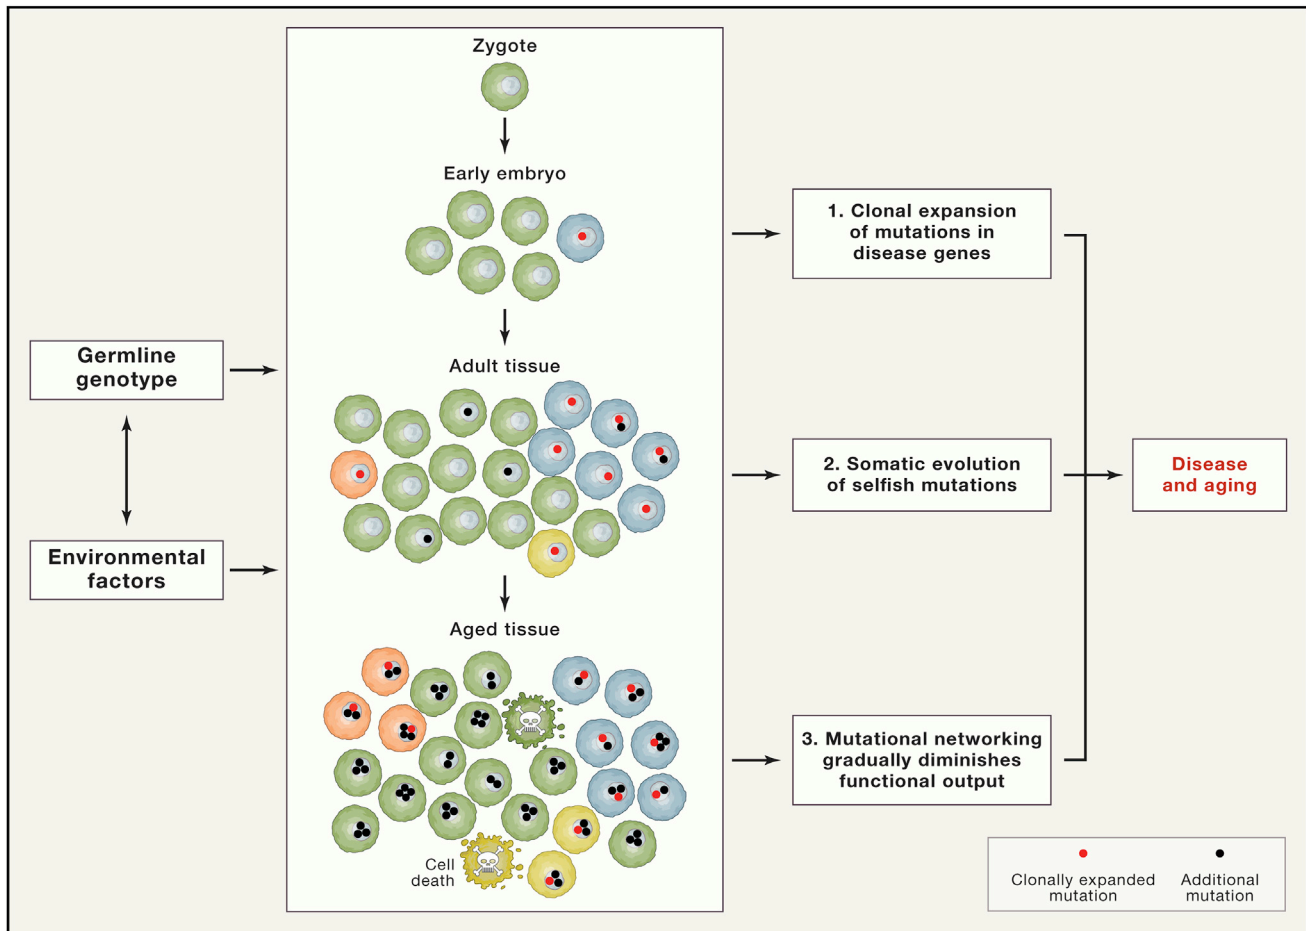 Zygote
Early embryo
Adult tissue
Aged tissue
Cell
death
Germline
genotype
Environmental
factors
1. Clonal expansion
of mutations in
disease genes
2. Somatic evolution
of selfish mutations
3. Mutational networking
gradually diminishes
functional output
Disease
and aging
Clonally expanded
mutation
Additional
mutation